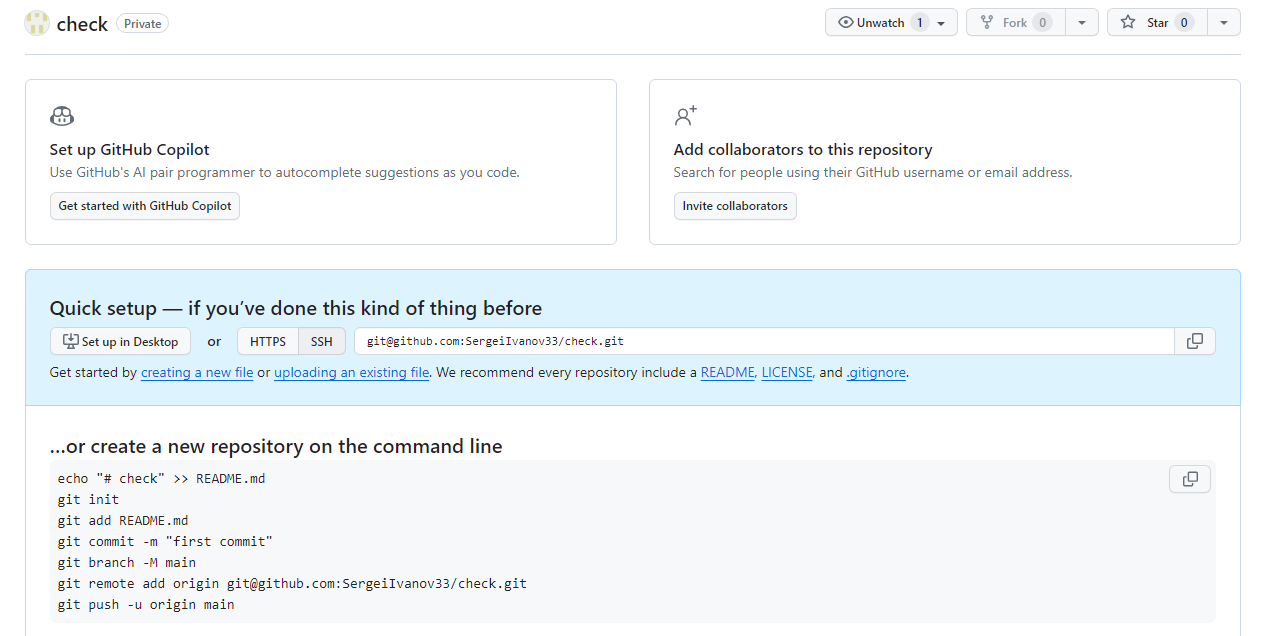 check Private Unwatch 1 Fork 0 Star 0
Set up GitHub Copilot
Use GitHub's AI pair programmer to autocomplete suggestions as you code.
Get started with GitHub Copilot
Add collaborators to this repository
Search for people using their GitHub username or email address.
Invite collaborators
Quick setup — if you’ve done this kind of thing before
Set up in Desktop or HTTPS SSH git@github.com:SergeiIvanov33/check.git
Get started by creating a new file or uploading an existing file. We recommend every repository include a README, LICENSE, and .gitignore.
…or create a new repository on the command line
echo "# check" >> README.md
git init
git add README.md
git commit -m "first commit"
git branch -M main
git remote add origin git@github.com:SergeiIvanov33/check.git
git push -u origin main